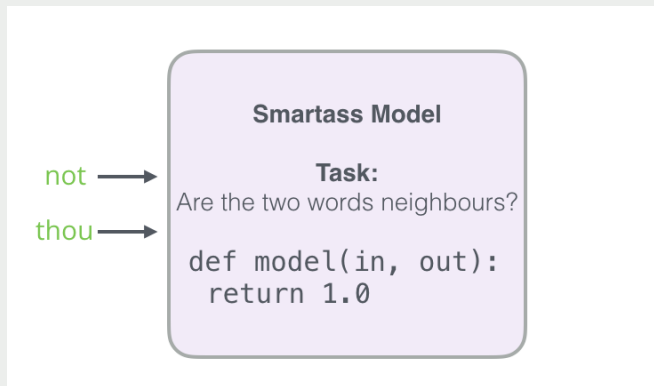 Smartass Model
Task:
not
Are the two words neighbours?
thou
def model(in, out):
return 1.0